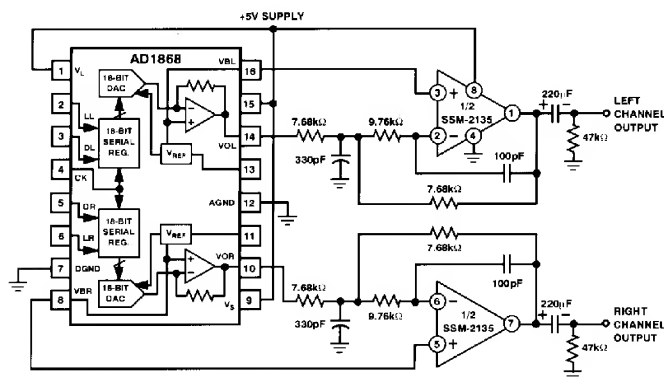 +5V SUPPLY
AD1868
1
VL
VBL
16
18-BIT
DAC
2
LL
15
3
DL
18-BIT
SERIAL
REG.
VOL
14
4
CK
VREF
13
5
DR
AGND
12
6
LR
18-BIT
SERIAL
REG.
VREF
11
7
DGND
VOR
10
8
VBR
18-BIT
DAC
VS
9
7.68kΩ
330pF
9.76kΩ
3
+
8
1/2
SSM-2135
1
2
−
4
100pF
7.68kΩ
+
220µF
−
47kΩ
LEFT
CHANNEL
OUTPUT
7.68kΩ
100pF
7.68kΩ
330pF
9.76kΩ
6
−
1/2
SSM-2135
7
5
+
220µF
+
−
47kΩ
RIGHT
CHANNEL
OUTPUT